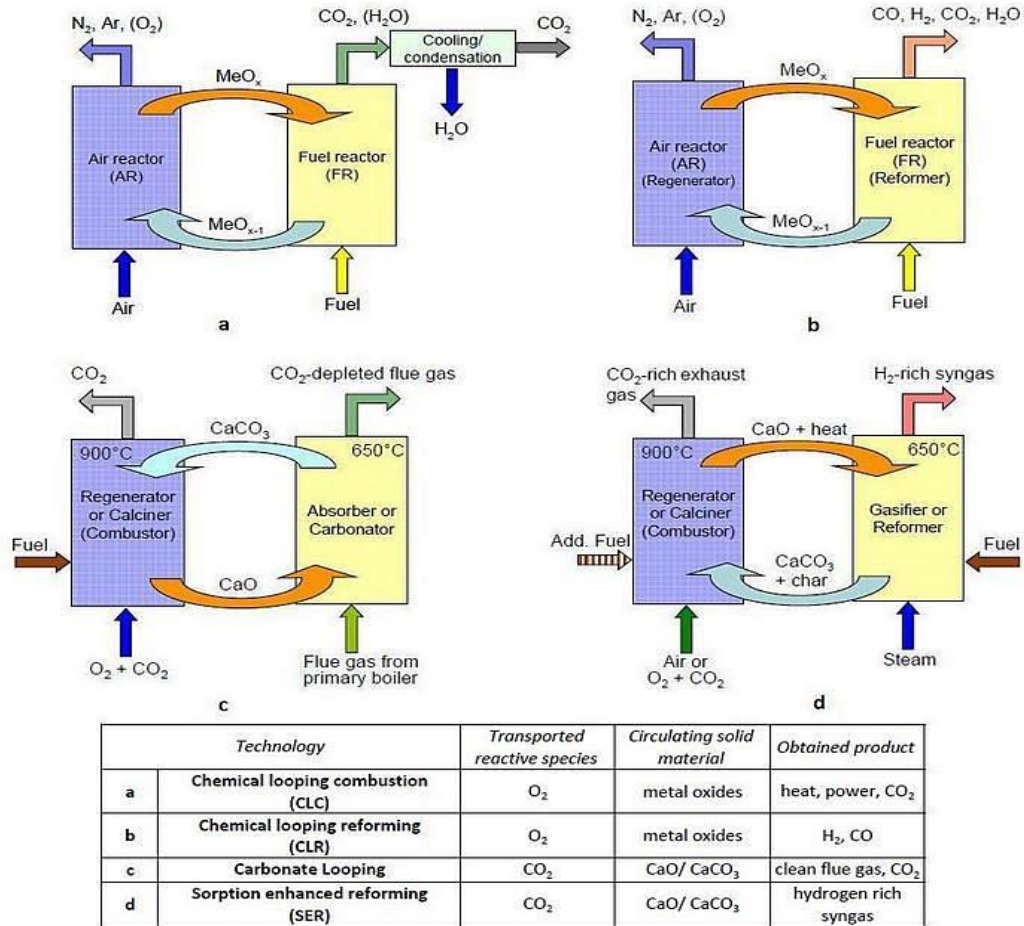 N₂, Ar, (O₂)
CO₂, (H₂O)
Cooling/
condensation
CO₂
H₂O
MeOₓ
Air reactor
(AR)
Fuel reactor
(FR)
MeOₓ₋₁
Air
Fuel
a
N₂, Ar, (O₂)
CO, H₂, CO₂, H₂O
MeOₓ
Air reactor
(AR)
(Regenerator)
Fuel reactor
(FR)
(Reformer)
MeOₓ₋₁
Air
Fuel
b
CO₂
CO₂-depleted flue gas
CaCO₃
900°C
650°C
Regenerator
or Calciner
(Combustor)
Absorber or
Carbonator
Fuel
CaO
O₂ + CO₂
Flue gas from
primary boiler
c
CO₂-rich exhaust
gas
H₂-rich syngas
CaO + heat
900°C
650°C
Regenerator
or Calciner
(Combustor)
Gasifier or
Reformer
Add. Fuel
Fuel
CaCO₃
+ char
Air or
O₂ + CO₂
Steam
d
Technology
Transported
reactive species
Circulating solid
material
Obtained product
a
Chemical looping combustion
(CLC)
O₂
metal oxides
heat, power, CO₂
b
Chemical looping reforming
(CLR)
O₂
metal oxides
H₂, CO
c
Carbonate Looping
CO₂
CaO/ CaCO₃
clean flue gas, CO₂
d
Sorption enhanced reforming
(SER)
CO₂
CaO/ CaCO₃
hydrogen rich
syngas